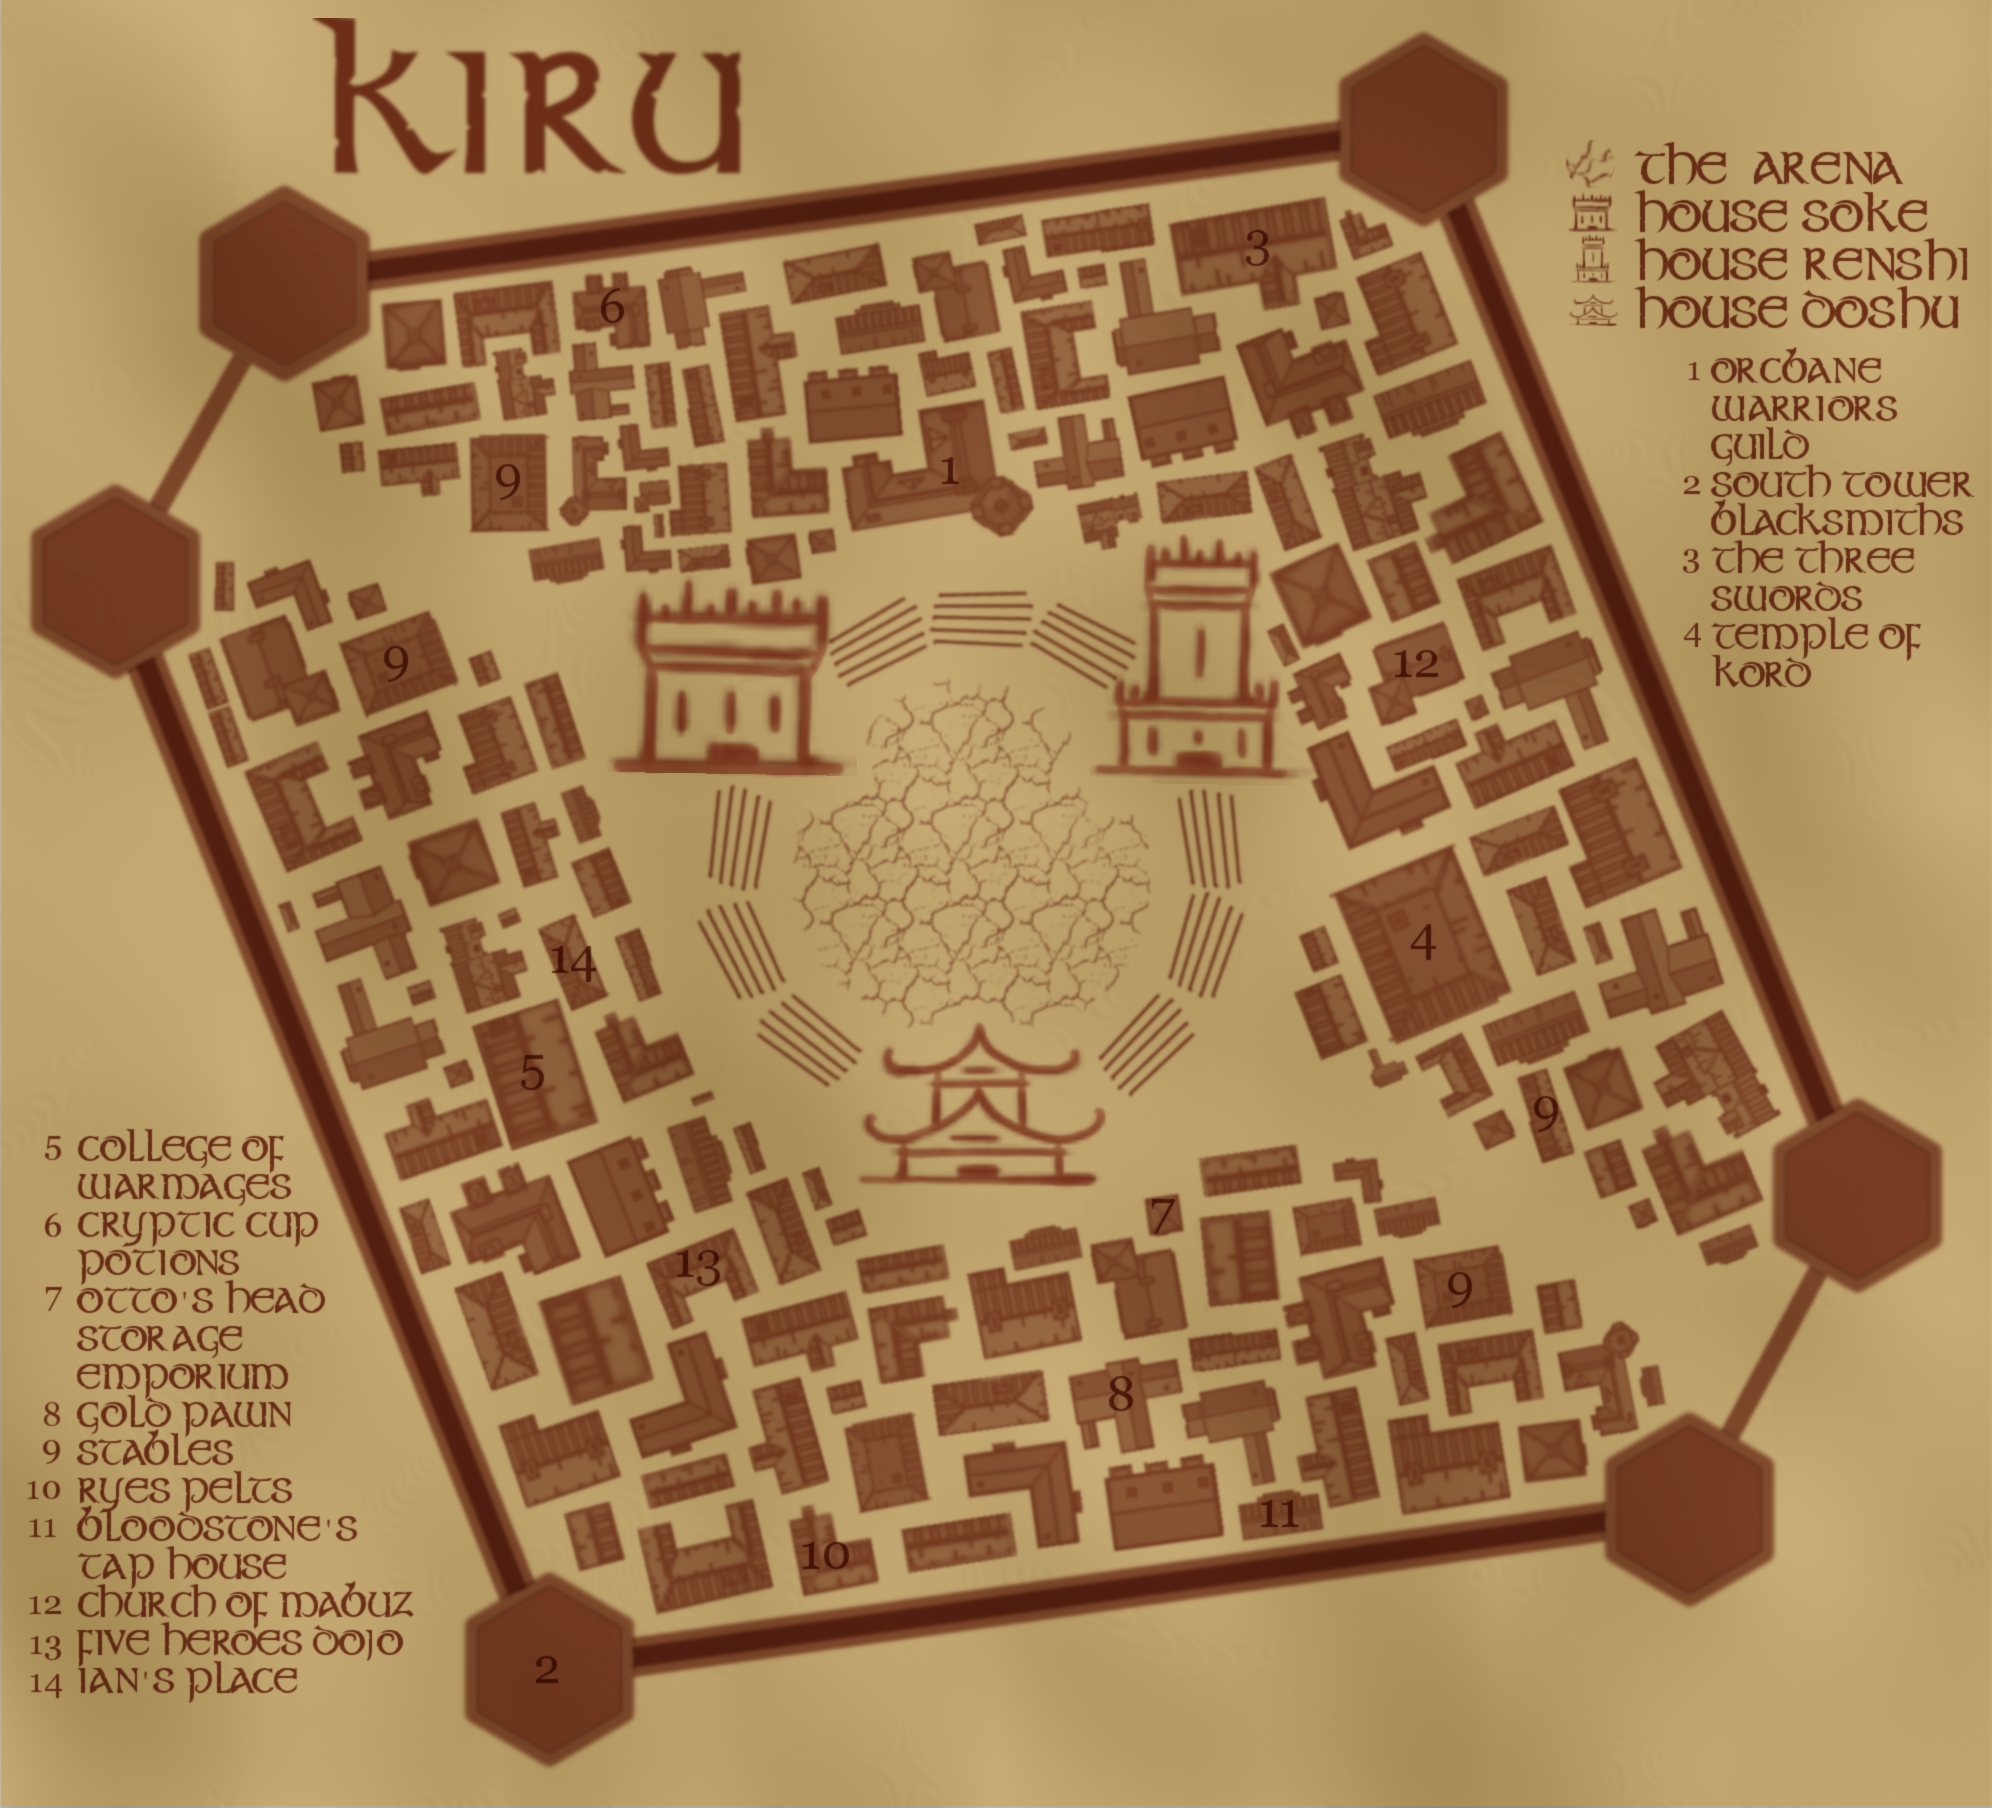 KIRU
THE ARENA
HOUSE SOKE
HOUSE RENSHI
HOUSE DOSHU
1 ORCBANE
WARRIORS
GUILD
2 SOUTH TOWER
BLACKSMITHS
3 THE THREE
SWORDS
4 TEMPLE OF
KORD
5 COLLEGE OF
WARMAGES
6 CRYPTIC CUP
POTIONS
7 OTTO'S HEAD
STORAGE
EMPORIUM
8 GOLD PAWN
9 STABLES
10 RYES PELTS
11 BLOODSTONE'S
TAP HOUSE
12 CHURCH OF MABUZ
13 FIVE HEROES DOJO
14 IAN'S PLACE
3
6
1
9
9
12
4
14
5
9
7
13
9
8
11
10
2